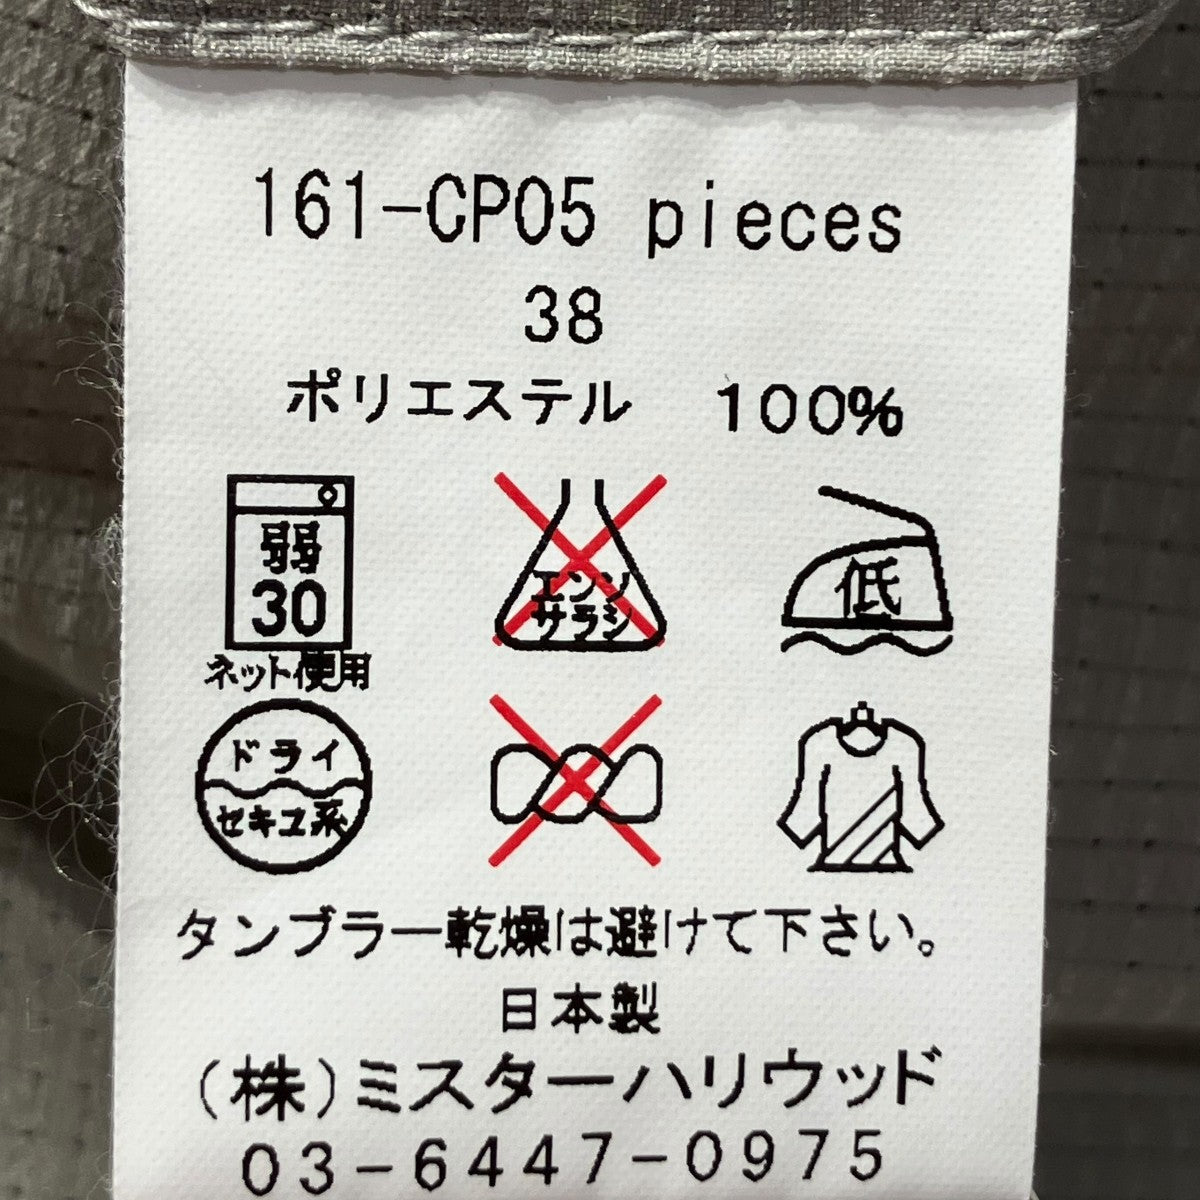 161-CP05 pieces
38
ポリエステル 100%
弱
30
ネット使用
エンソ
サラシ
低
ドライ
セキユ系
タンブラー乾燥は避けて下さい。
日本製
(株)ミスターハリウッド
03-6447-0975